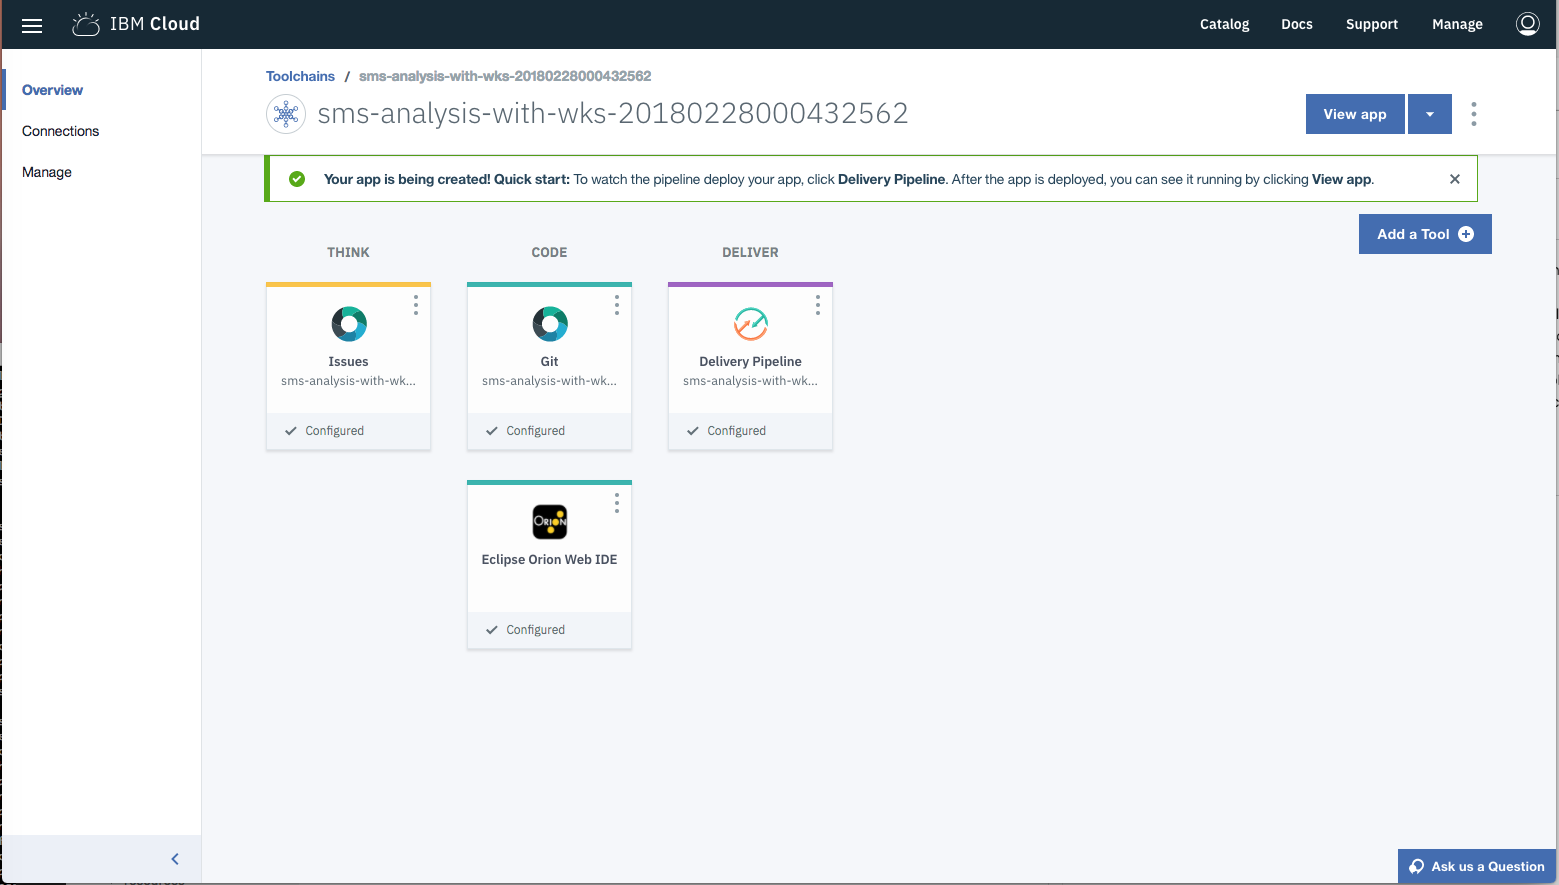 IBM Cloud
Catalog Docs Support Manage
Overview
Connections
Manage
Toolchains / sms-analysis-with-wks-20180228000432562
sms-analysis-with-wks-20180228000432562
View app
Your app is being created! Quick start: To watch the pipeline deploy your app, click Delivery Pipeline. After the app is deployed, you can see it running by clicking View app.
Add a Tool
THINK CODE DELIVER
Issues
sms-analysis-with-wk...
Configured
Git
sms-analysis-with-wk...
Configured
Delivery Pipeline
sms-analysis-with-wk...
Configured
ORION
Eclipse Orion Web IDE
Configured
Ask us a Question